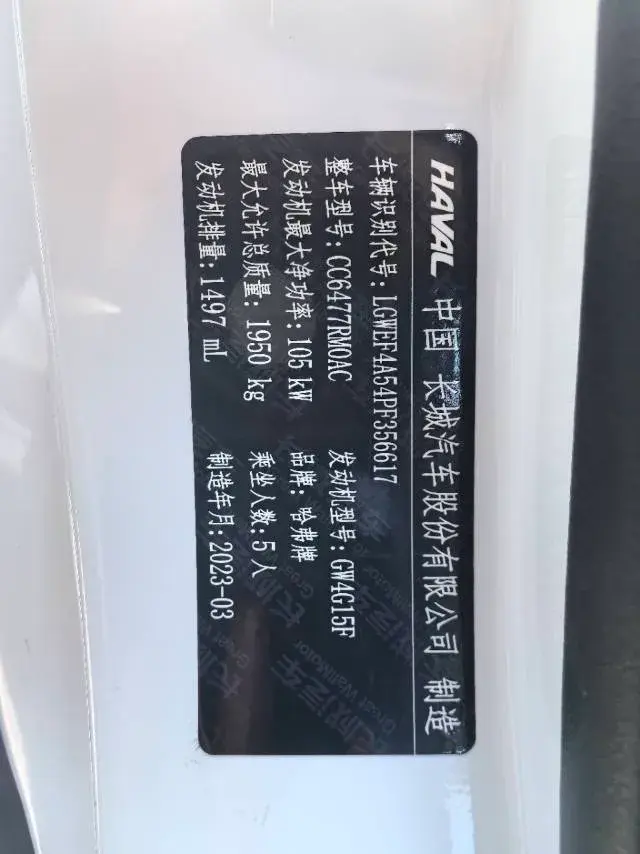 HAVAL 中国 长城汽车股份有限公司 制造
车辆识别代号:LGWEF4A54PF356617
整车型号:CC6477RM0AC 发动机型号:GW4G15F
发动机最大净功率:105 kW 品牌:哈弗牌
最大允许总质量:1950 kg 乘坐人数:5人
发动机排量:1497 mL 制造年月:2023-03